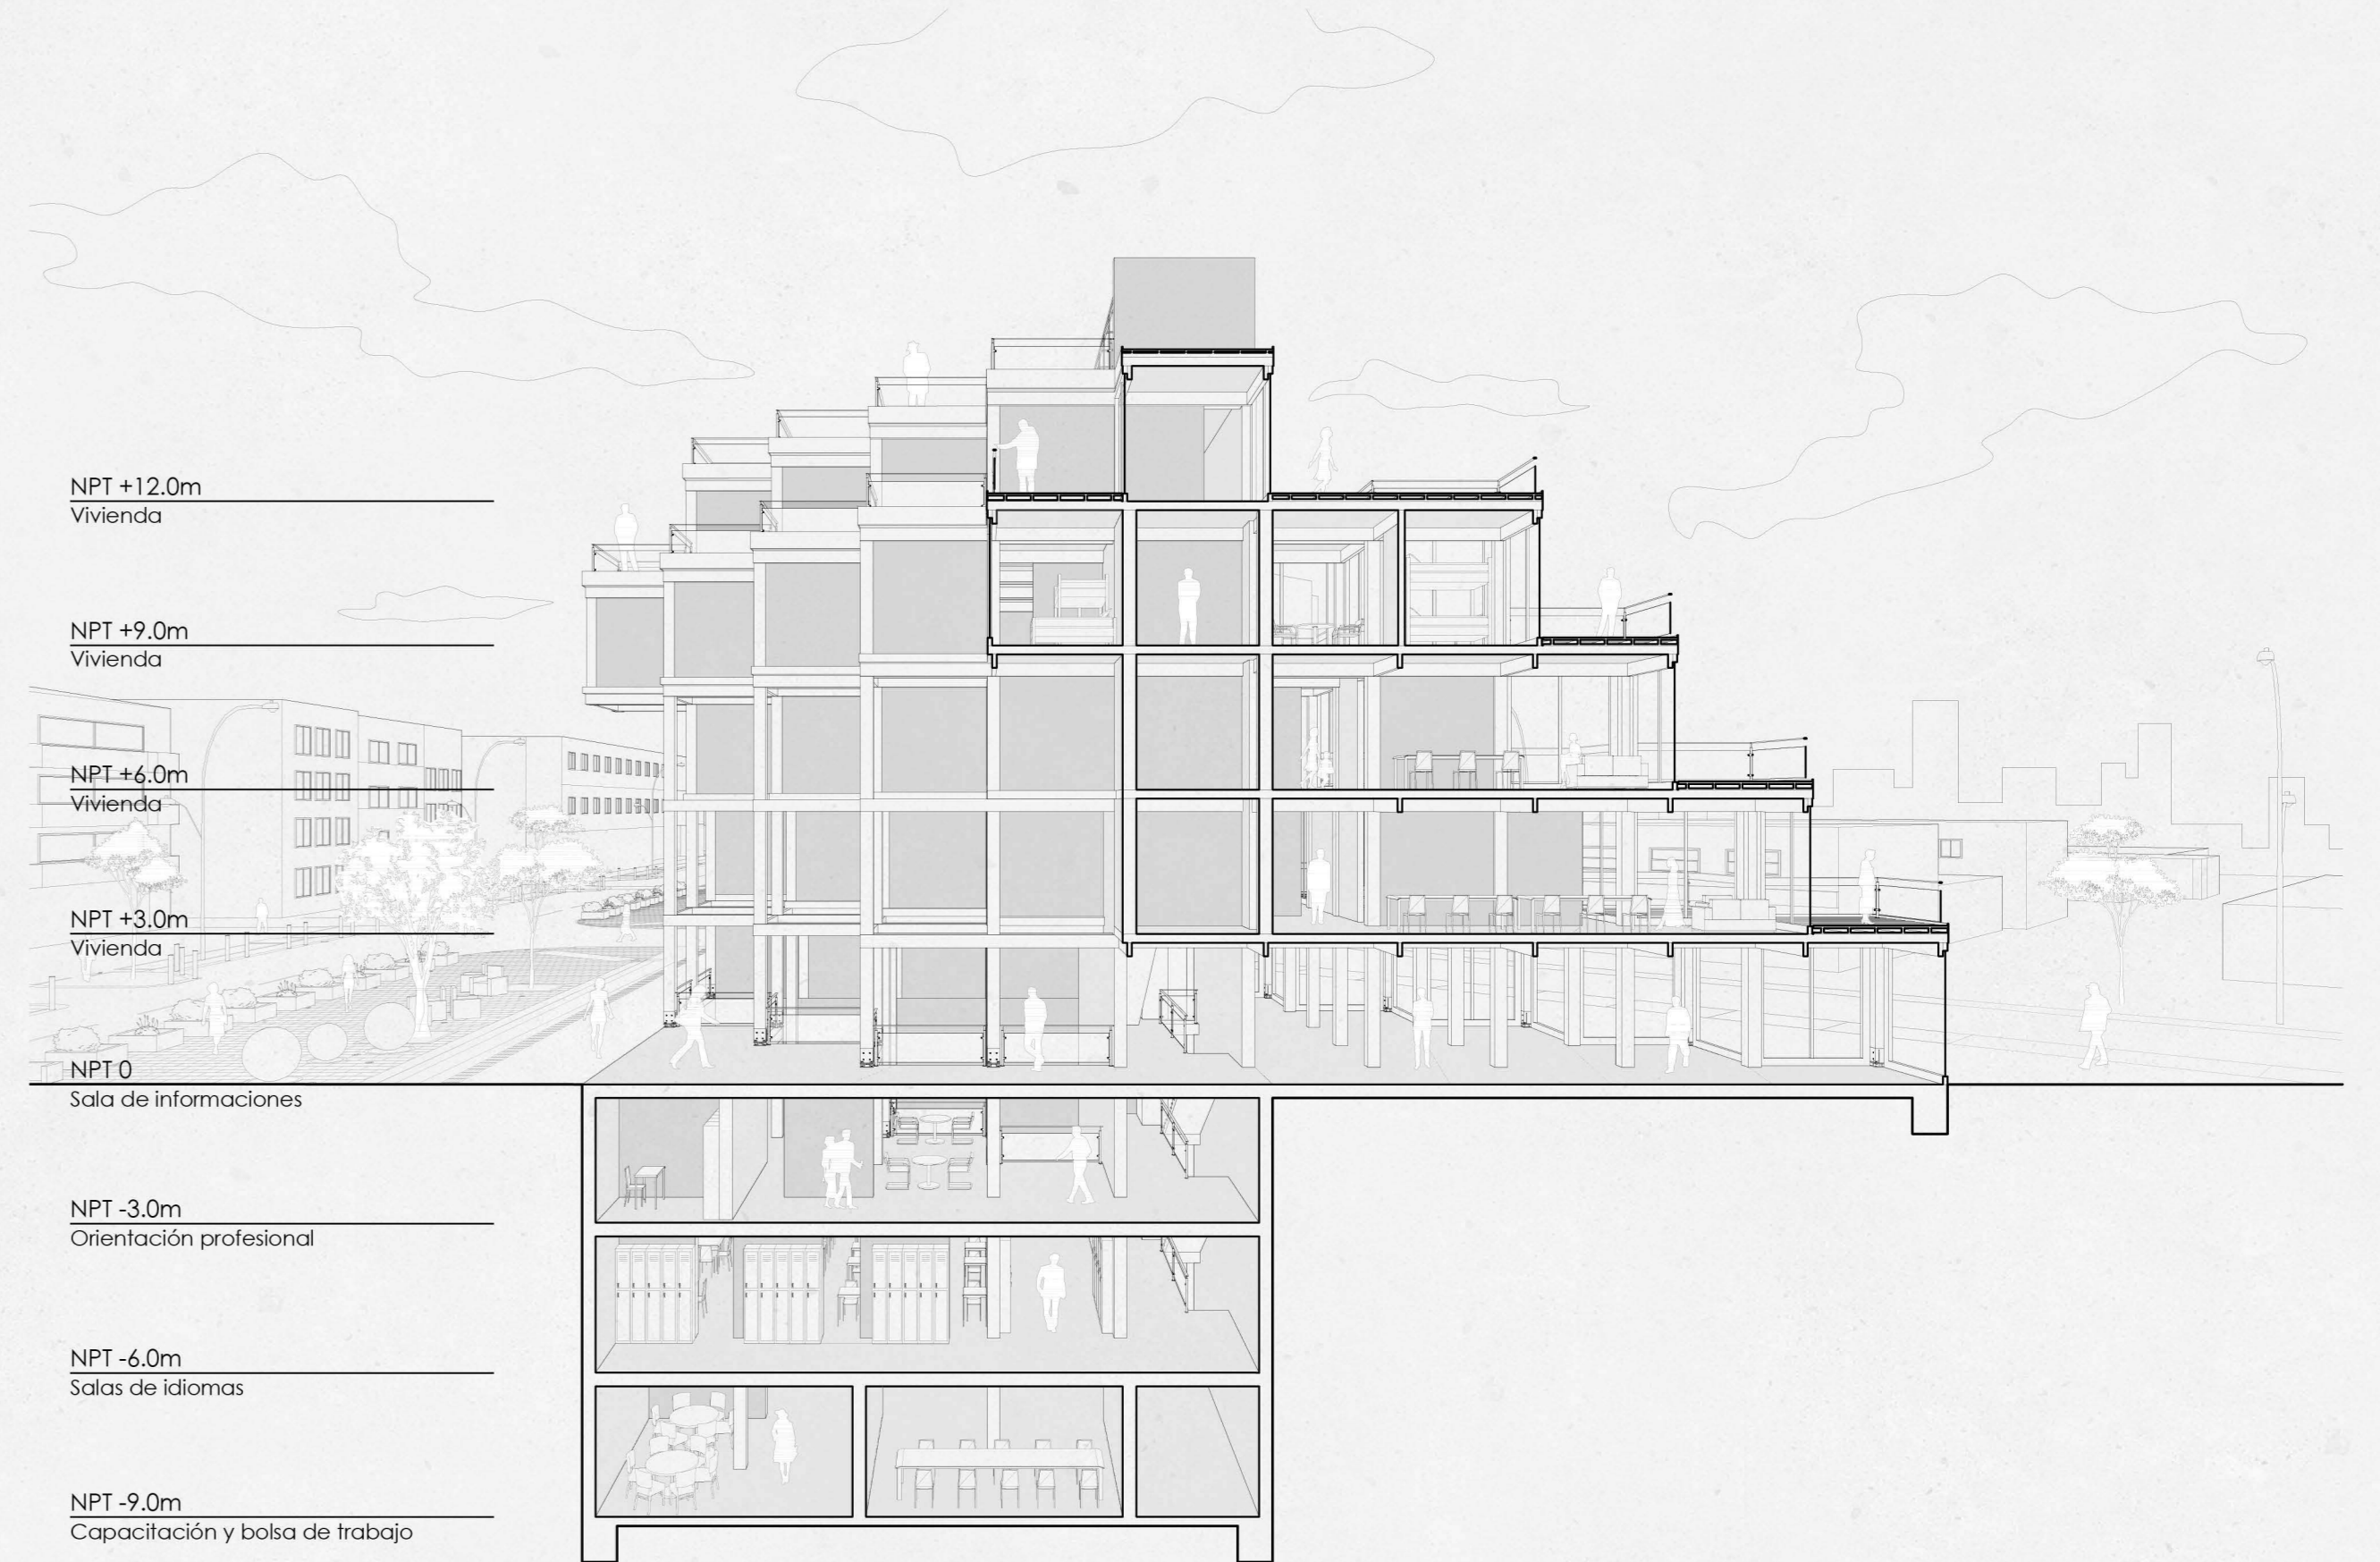 NPT +12.0m
Vivienda
NPT +9.0m
Vivienda
NPT +6.0m
Vivienda
NPT +3.0m
Vivienda
NPT 0
Sala de informaciones
NPT -3.0m
Orientación profesional
NPT -6.0m
Salas de idiomas
NPT -9.0m
Capacitación y bolsa de trabajo